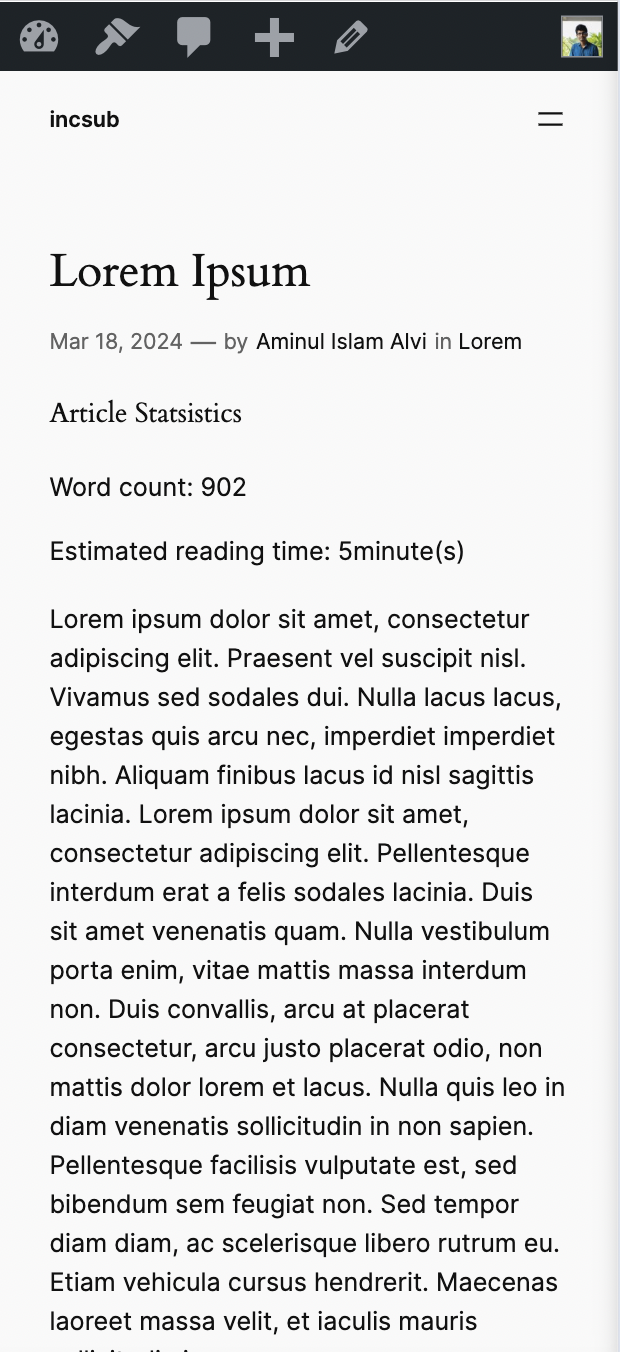 incsub
Lorem Ipsum
Mar 18, 2024 — by Aminul Islam Alvi in Lorem
Article Statsistics
Word count: 902
Estimated reading time: 5minute(s)
Lorem ipsum dolor sit amet, consectetur
adipiscing elit. Praesent vel suscipit nisl.
Vivamus sed sodales dui. Nulla lacus lacus,
egestas quis arcu nec, imperdiet imperdiet
nibh. Aliquam finibus lacus id nisl sagittis
lacinia. Lorem ipsum dolor sit amet,
consectetur adipiscing elit. Pellentesque
interdum erat a felis sodales lacinia. Duis
sit amet venenatis quam. Nulla vestibulum
porta enim, vitae mattis massa interdum
non. Duis convallis, arcu at placerat
consectetur, arcu justo placerat odio, non
mattis dolor lorem et lacus. Nulla quis leo in
diam venenatis sollicitudin in non sapien.
Pellentesque facilisis vulputate est, sed
bibendum sem feugiat non. Sed tempor
diam diam, ac scelerisque libero rutrum eu.
Etiam vehicula cursus hendrerit. Maecenas
laoreet massa velit, et iaculis mauris